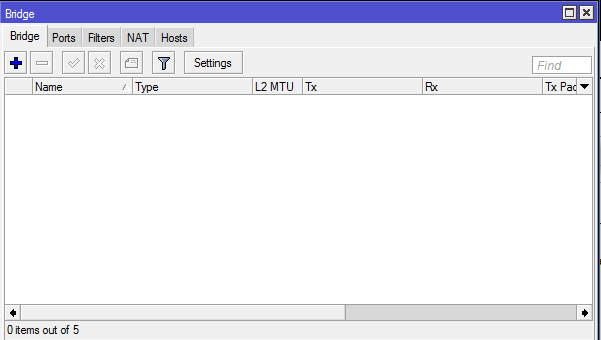 Bridge
Bridge Ports Filters NAT Hosts
Settings Find
Name Type L2 MTU Tx Rx Tx Pac
0 items out of 5